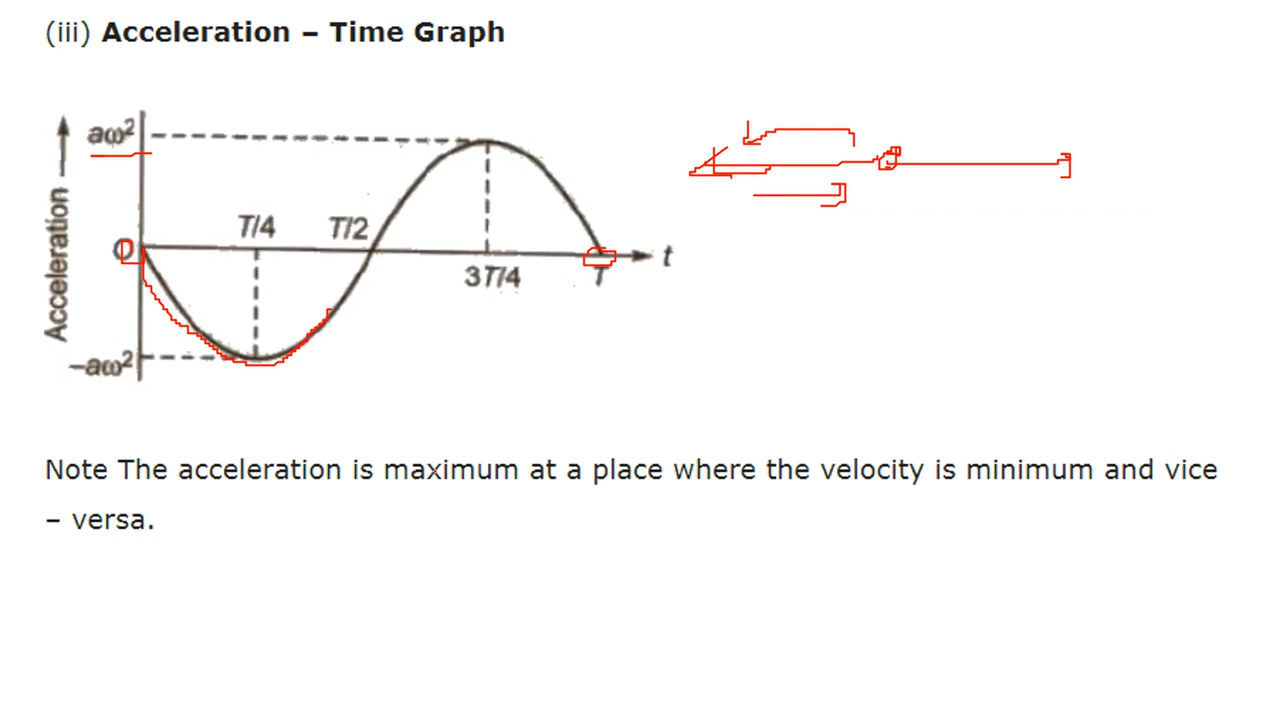 (iii) Acceleration – Time Graph
aω²
Acceleration
T/4
T/2
O
t
3T/4
T
–aω²
Note The acceleration is maximum at a place where the velocity is minimum and vice
– versa.